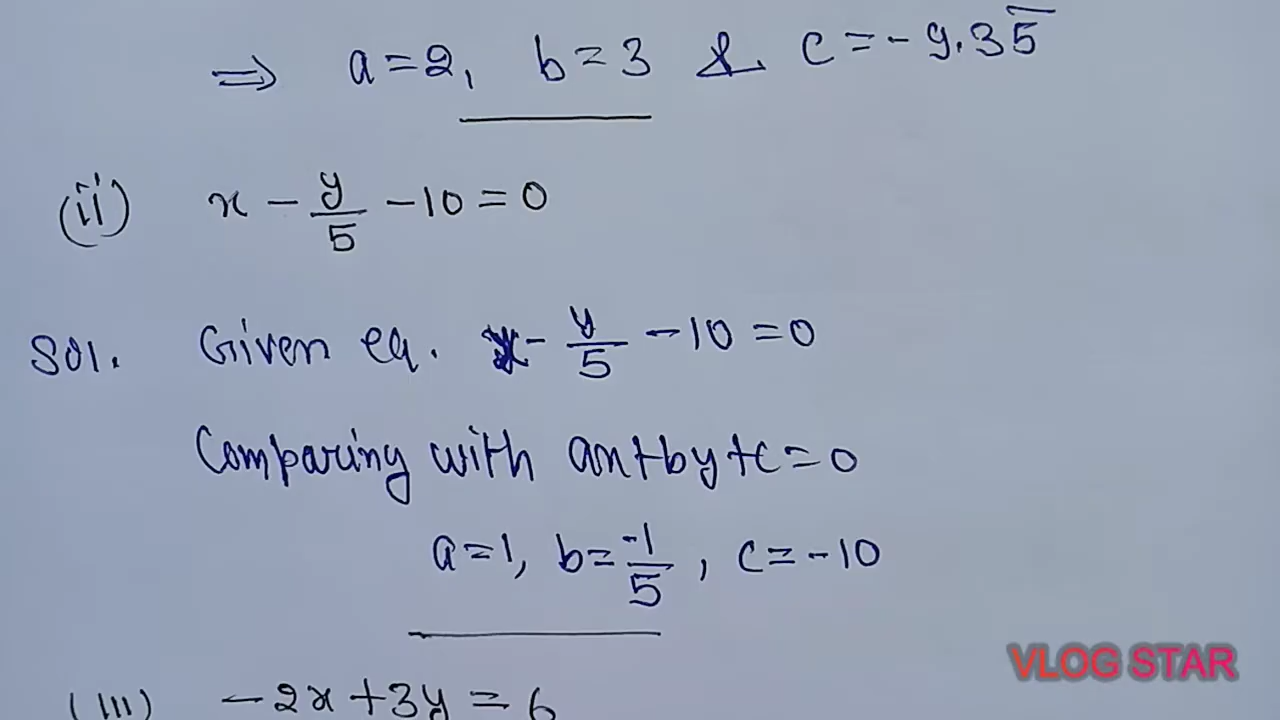 ⇒ a = 2, b = 3 & c = - 9.35̅
(ii) x - y/5 - 10 = 0
Sol. Given eq. x - y/5 - 10 = 0
Comparing with ax+by+c = 0
a = 1, b = -1/5, c = -10
(III) -2x + 3y = 6
VLOG STAR